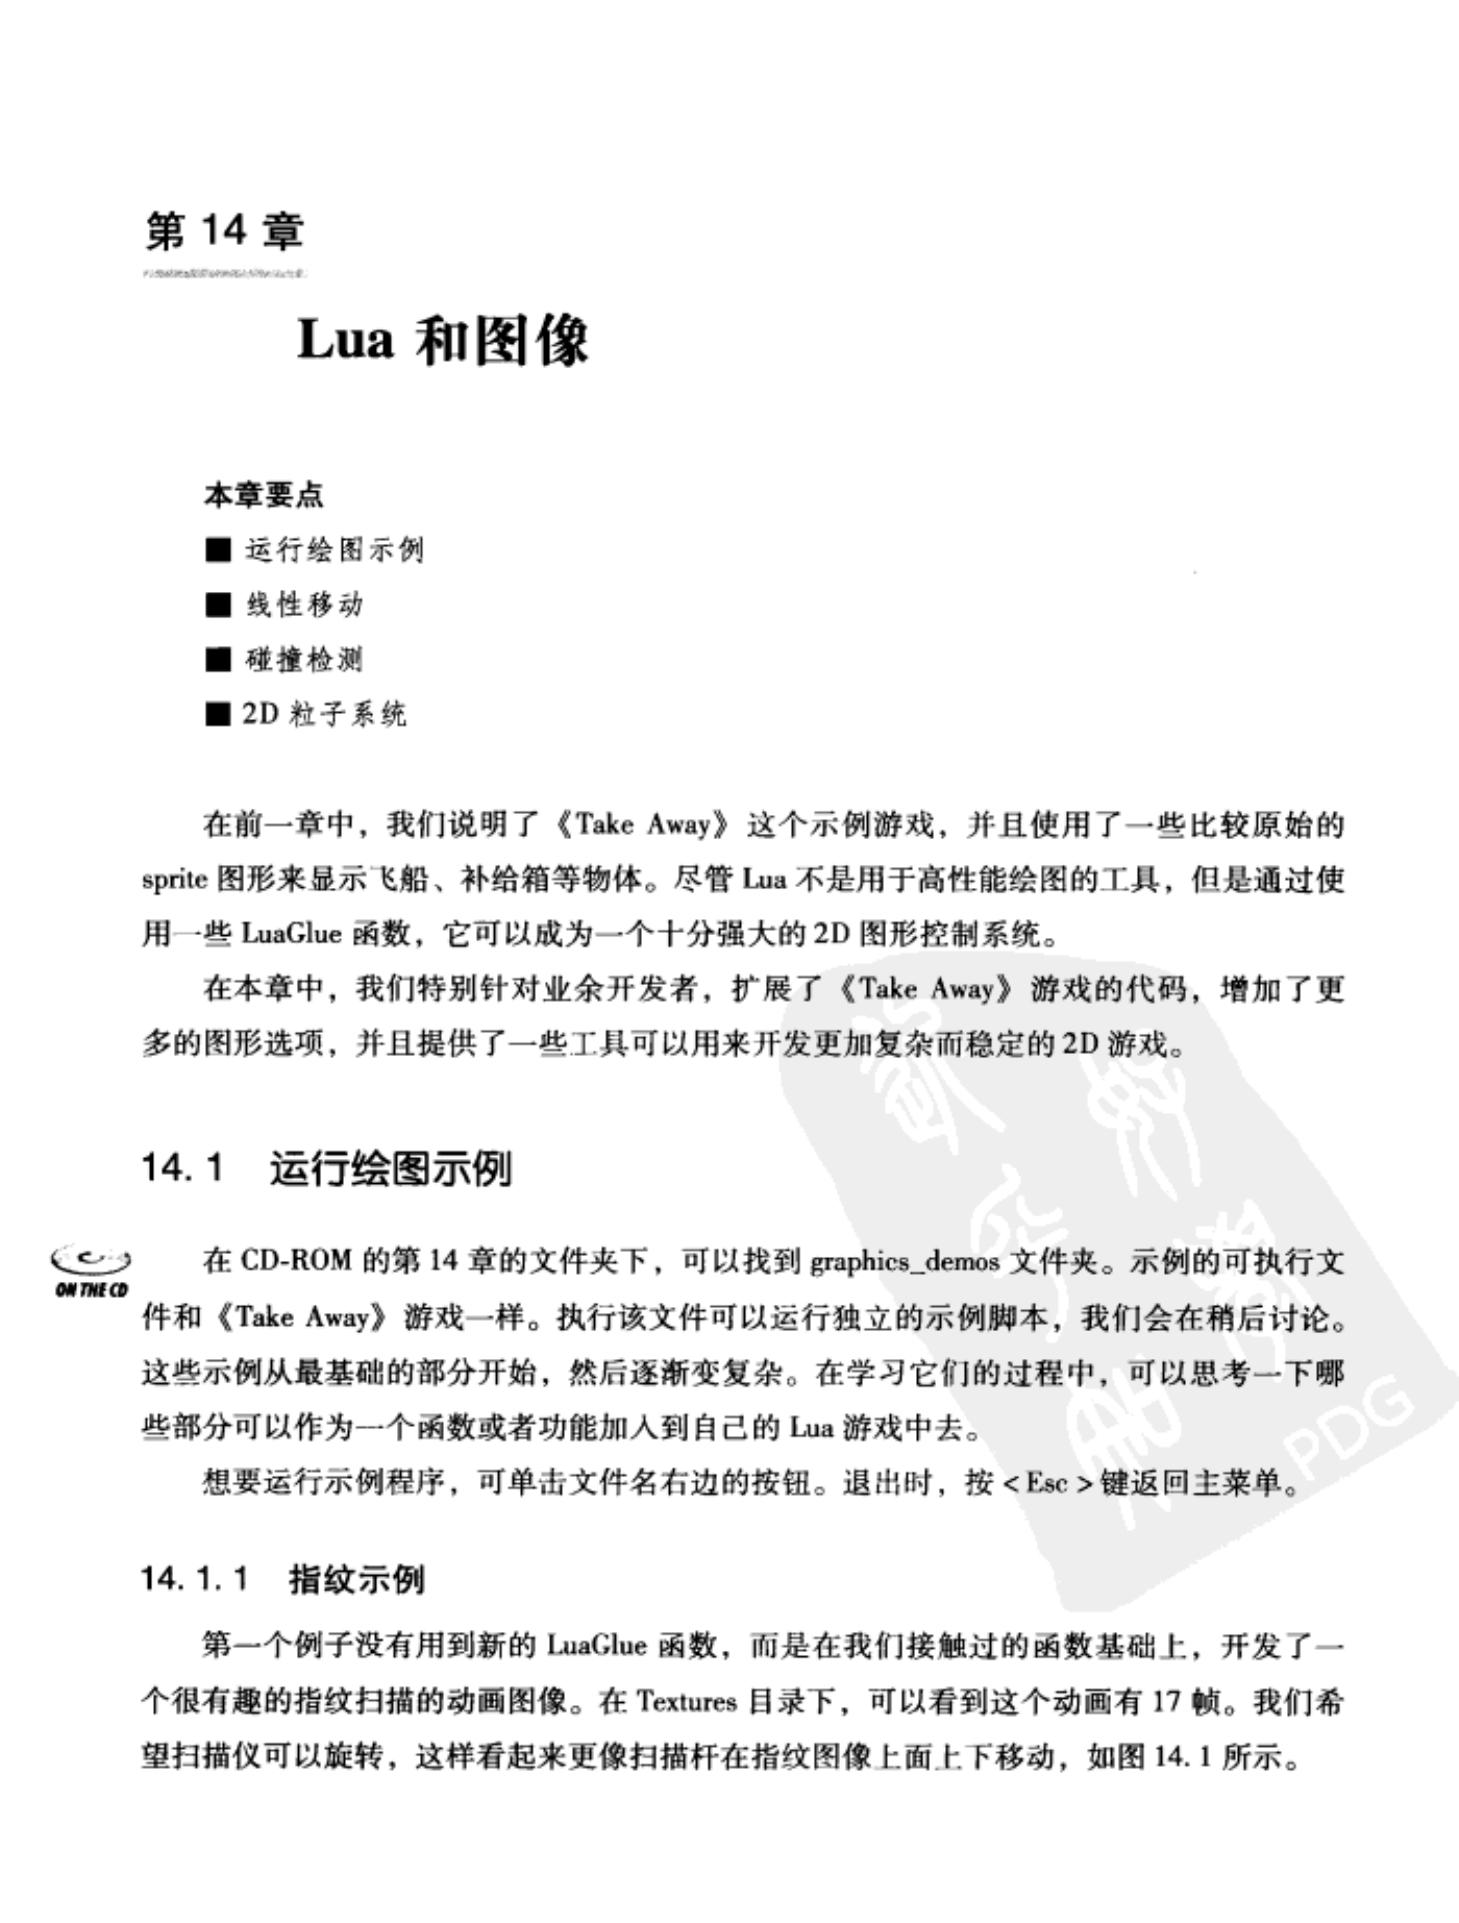 第 14 章
Lua 和图像
本章要点
■ 运行绘图示例
■ 线性移动
■ 碰撞检测
■ 2D 粒子系统
在前一章中，我们说明了《Take Away》这个示例游戏，并且使用了一些比较原始的
sprite 图形来显示飞船、补给箱等物体。尽管 Lua 不是用于高性能绘图的工具，但是通过使
用一些 LuaGlue 函数，它可以成为一个十分强大的 2D 图形控制系统。
在本章中，我们特别针对业余开发者，扩展了《Take Away》游戏的代码，增加了更
多的图形选项，并且提供了一些工具可以用来开发更加复杂而稳定的 2D 游戏。
14.1 运行绘图示例
ON THE CD
在 CD-ROM 的第 14 章的文件夹下，可以找到 graphics_demos 文件夹。示例的可执行文
件和《Take Away》游戏一样。执行该文件可以运行独立的示例脚本，我们会在稍后讨论。
这些示例从最基础的部分开始，然后逐渐变复杂。在学习它们的过程中，可以思考一下哪
些部分可以作为一个函数或者功能加入到自己的 Lua 游戏中去。
想要运行示例程序，可单击文件名右边的按钮。退出时，按 < Esc > 键返回主菜单。
PDG
14.1.1 指纹示例
第一个例子没有用到新的 LuaGlue 函数，而是在我们接触过的函数基础上，开发了一
个很有趣的指纹扫描的动画图像。在 Textures 目录下，可以看到这个动画有 17 帧。我们希
望扫描仪可以旋转，这样看起来更像扫描杆在指纹图像上面上下移动，如图 14.1 所示。